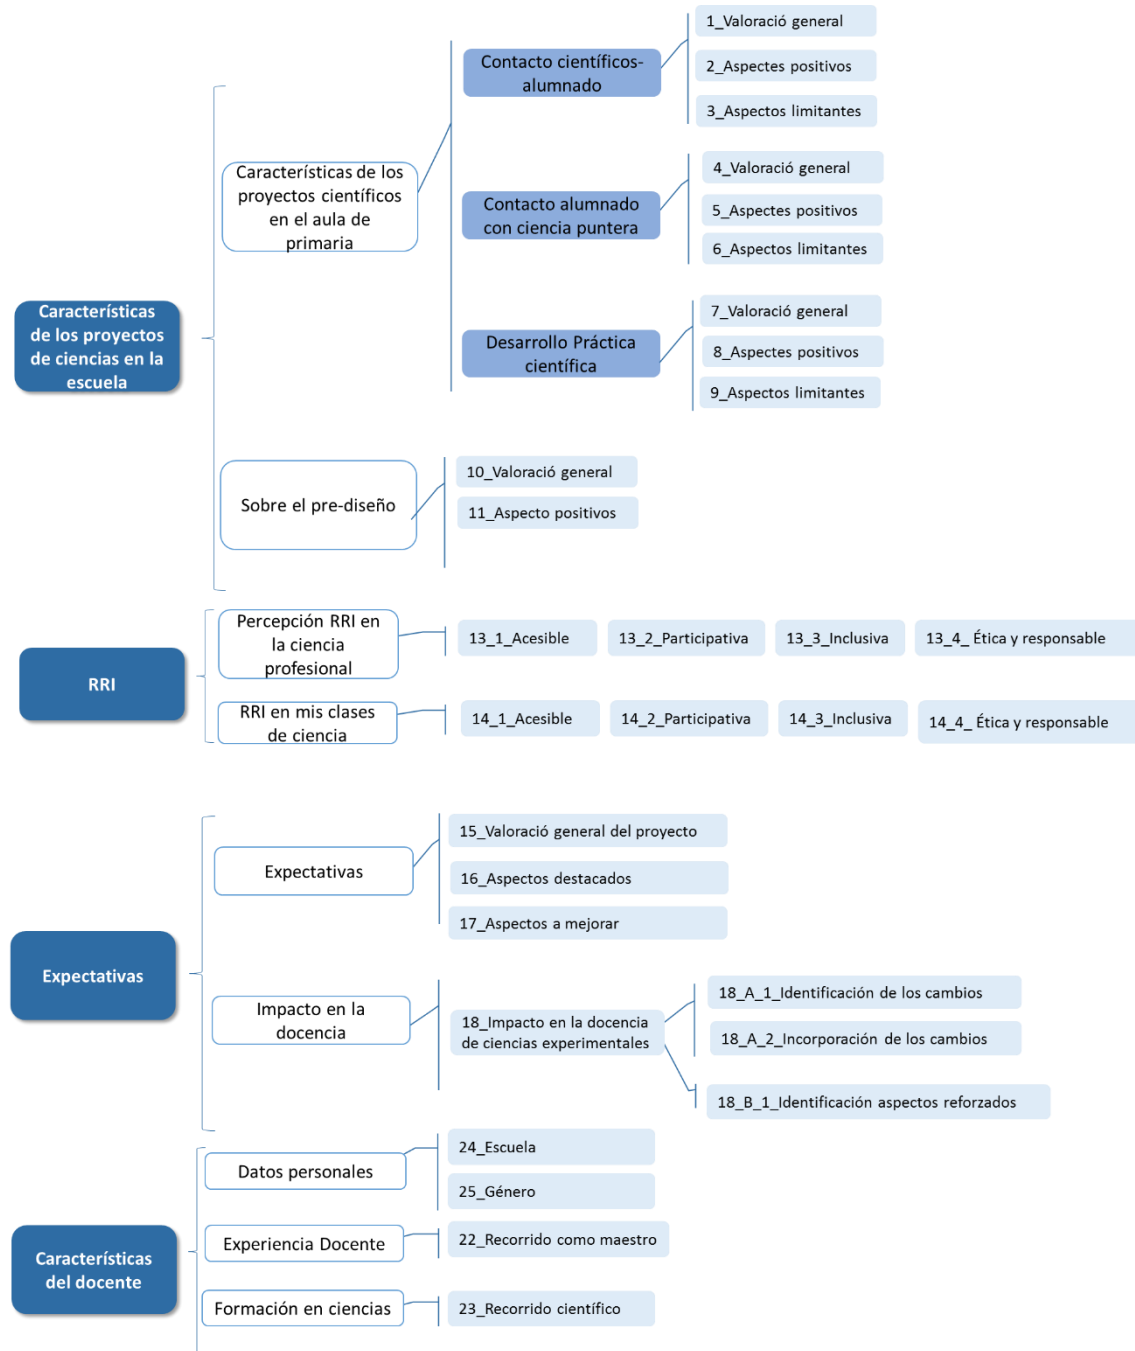 Características
de los proyectos
de ciencias en la
escuela
Características de los
proyectos científicos
en el aula de
primaria
Contacto científicos-
alumnado
1_Valoració general
2_Aspectes positivos
3_Aspectos limitantes
Contacto alumnado
con ciencia puntera
4_Valoració general
5_Aspectes positivos
6_Aspectos limitantes
Desarrollo Práctica
científica
7_Valoració general
8_Aspectes positivos
9_Aspectos limitantes
Sobre el pre-diseño
10_Valoració general
11_Aspecto positivos
RRI
Percepción RRI en
la ciencia
profesional
13_1_Acesible
13_2_Participativa
13_3_Inclusiva
13_4_ Ética y responsable
RRI en mis clases
de ciencia
14_1_Acesible
14_2_Participativa
14_3_Inclusiva
14_4_ Ética y responsable
Expectativas
Expectativas
15_Valoració general del proyecto
16_Aspectos destacados
17_Aspectos a mejorar
Impacto en la
docencia
18_Impacto en la docencia
de ciencias experimentales
18_A_1_Identificación de los cambios
18_A_2_Incorporación de los cambios
18_B_1_Identificación aspectos reforzados
Características
del docente
Datos personales
24_Escuela
25_Género
Experiencia Docente
22_Recorrido como maestro
Formación en ciencias
23_Recorrido científico